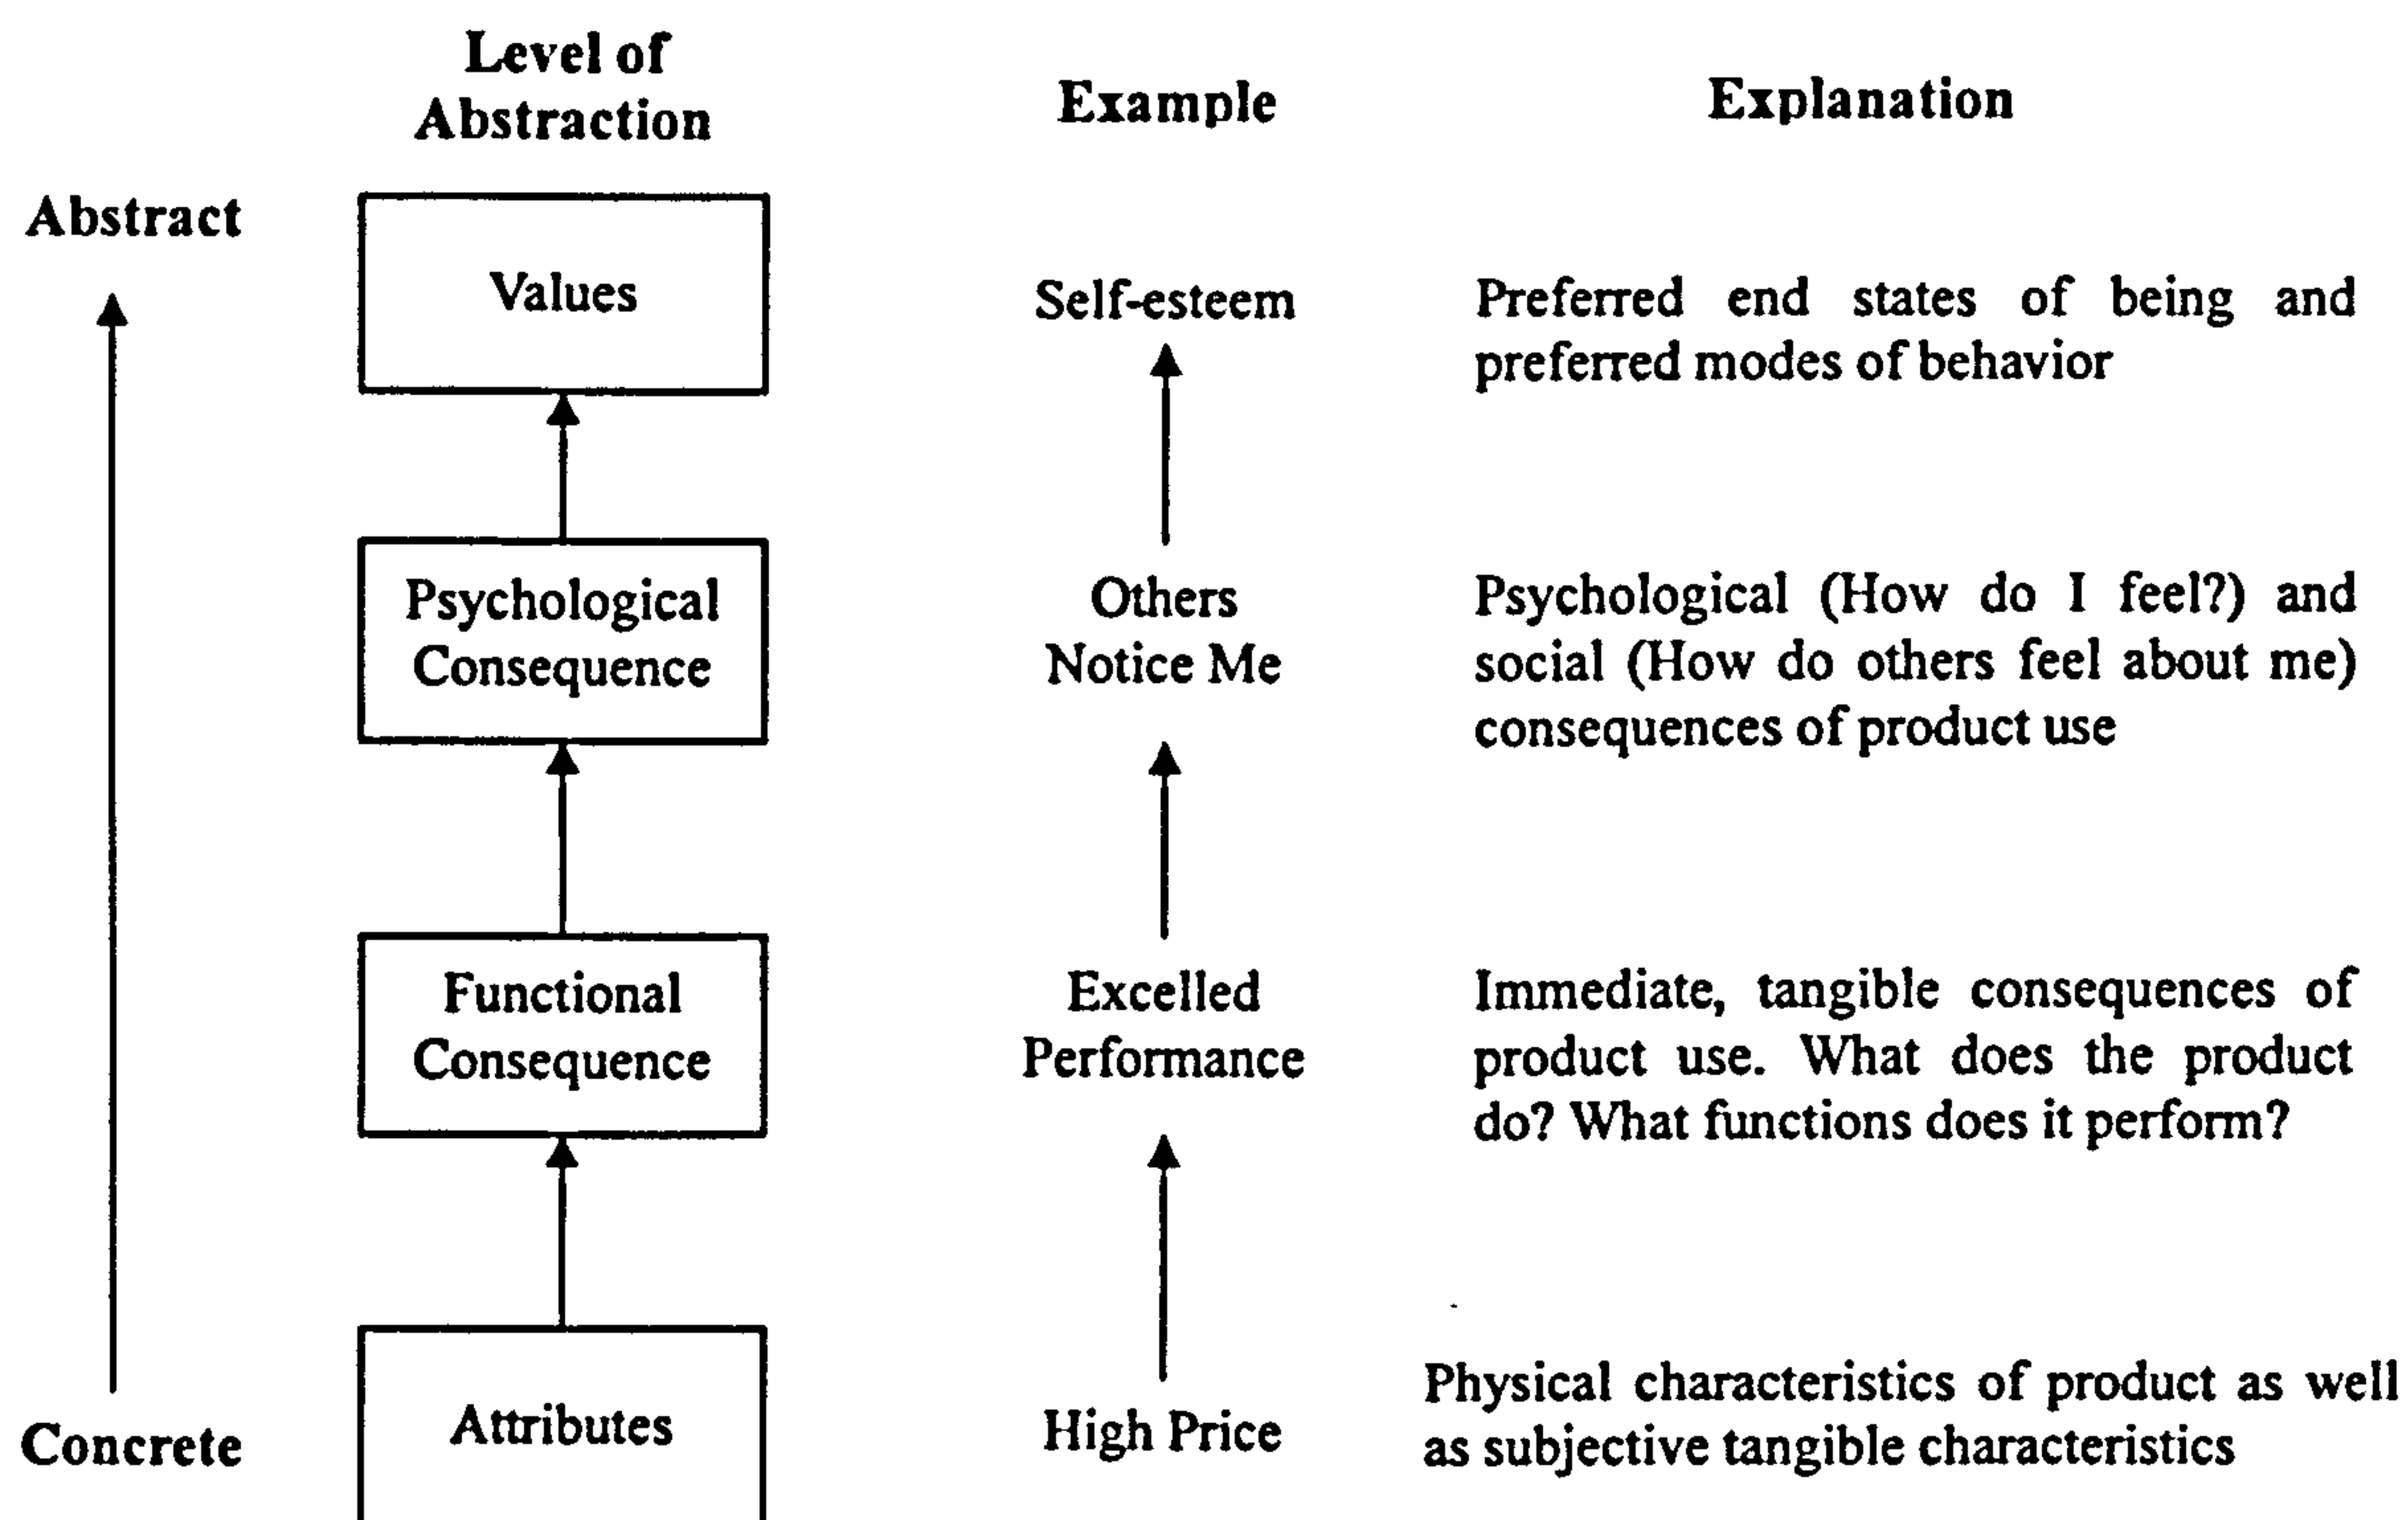 Level of
Abstraction
Example
Explanation
Abstract
Values
Self-esteem
Preferred end states of being and
preferred modes of behavior
Psychological
Consequence
Others
Notice Me
Psychological (How do I feel?) and
social (How do others feel about me)
consequences of product use
Functional
Consequence
Excelled
Performance
Immediate, tangible consequences of
product use. What does the product
do? What functions does it perform?
Concrete
Attributes
High Price
Physical characteristics of product as well
as subjective tangible characteristics